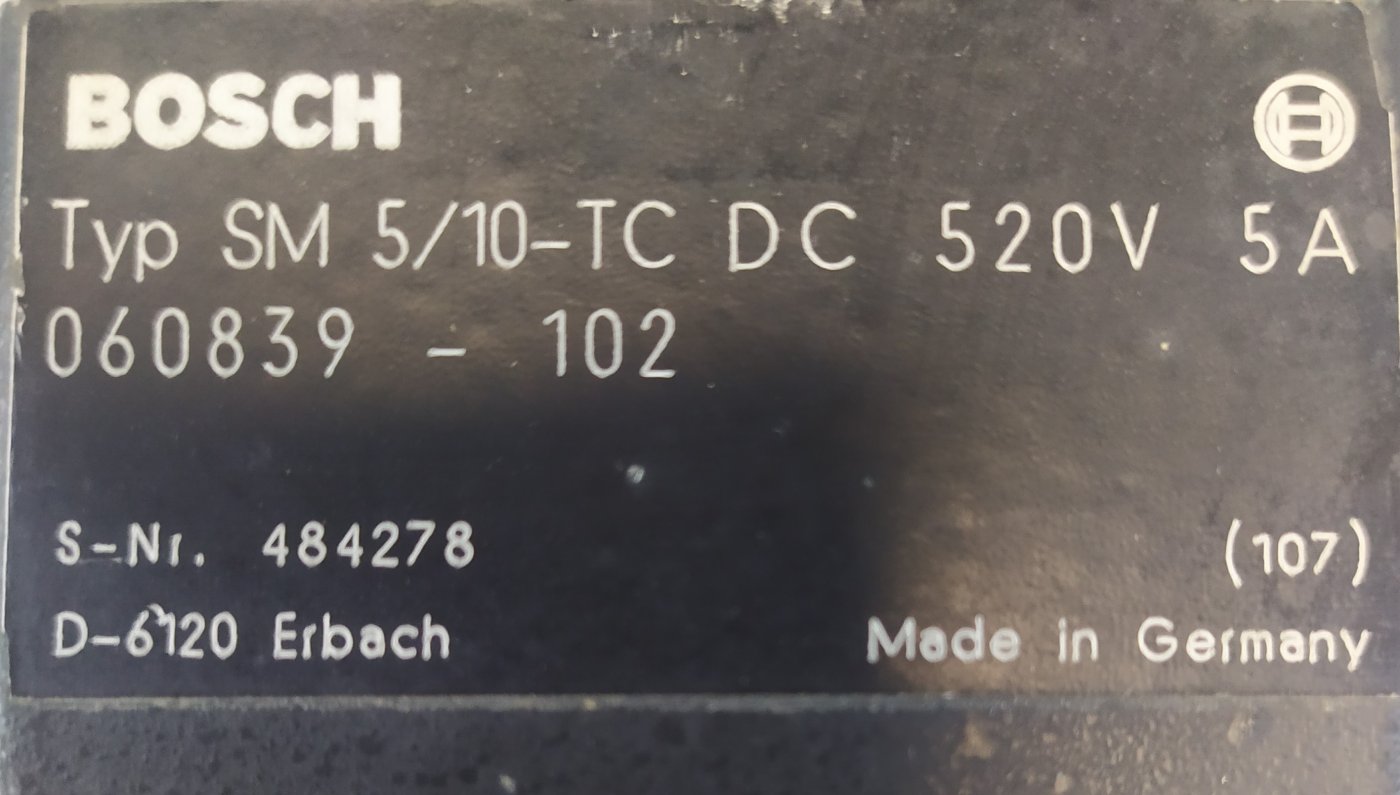 BOSCH
Typ SM 5/10-TC DC 520V 5A
060839 - 102
S-Nr. 484278 (107)
D-6120 Erbach Made in Germany